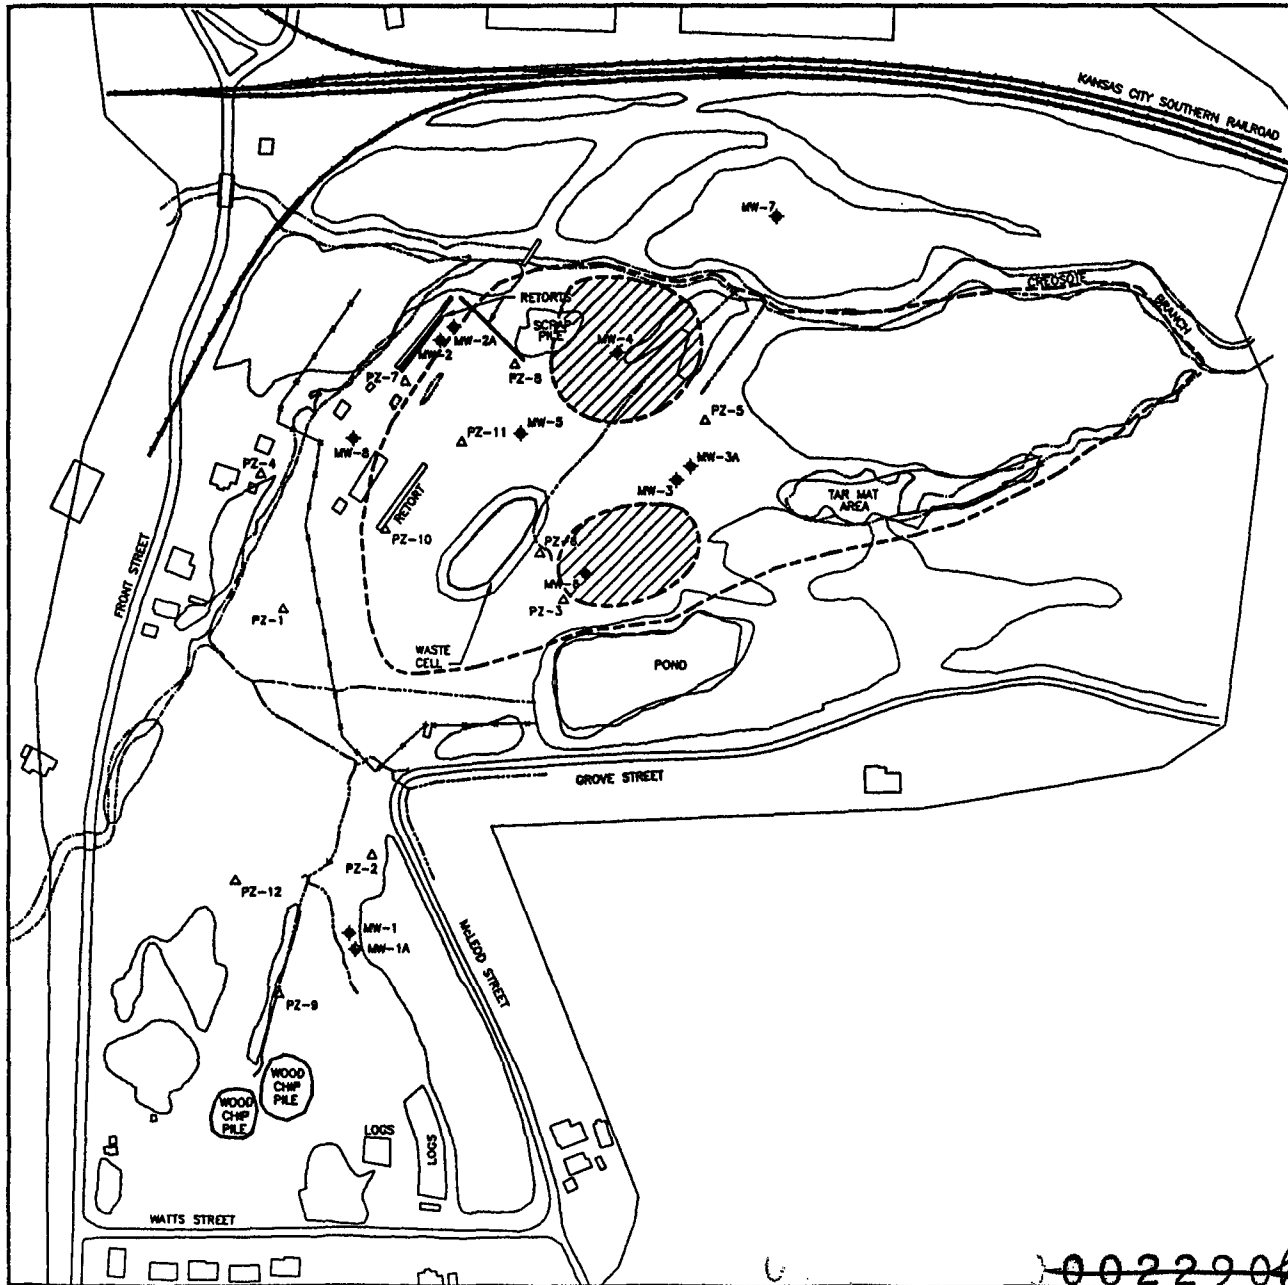 KANSAS CITY SOUTHERN RAILROAD
MW-7
CREOSOTE
BRANCH
RETORTS
SCRAP
PILE
MW-2A
MW-2
MW-4
PZ-7
PZ-8
PZ-5
MW-5
PZ-11
MW-8
MW-3A
MW-3
PZ-4
RETORT
TAR MAT
AREA
PZ-10
PZ-6
MW-6
PZ-3
PZ-1
FRONT STREET
WASTE
CELL
POND
GROVE STREET
PZ-2
PZ-12
MW-1
MW-1A
McLEOD STREET
PZ-9
WOOD
CHIP
PILE
WOOD
CHIP
PILE
LOGS
LOGS
WATTS STREET